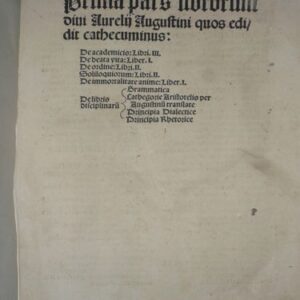 Prima pars librorum
diui Aurelij Augustini quos edi/
dit cathecuminus:
De academicis: Libri. III.
De beata vita: Liber. I.
De ordine: Libri. II.
Soliloquiorum: Libri. II.
De immortalitate anime: Liber. I.
De libris
disciplinarū
Grammatica
Cathegorie Aristotelis per
Augustinū translate
Principia Dialectice
Principia Rhetorice